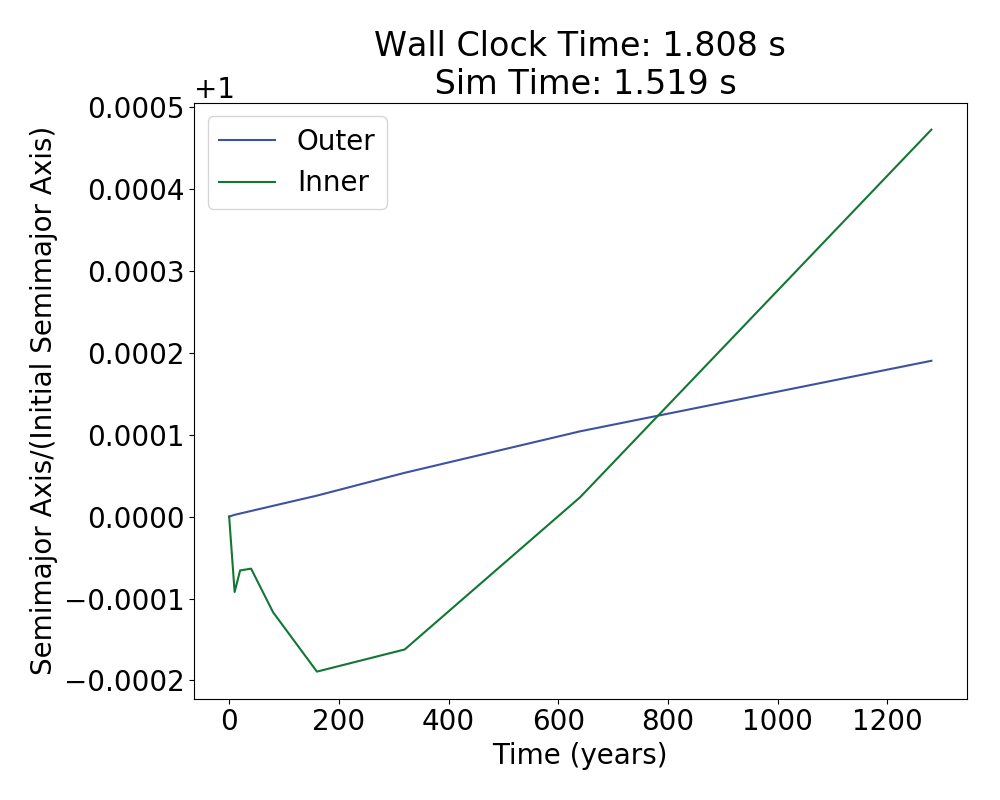 Wall Clock Time: 1.808 s
Sim Time: 1.519 s
+1
0.0005
0.0004
0.0003
0.0002
0.0001
0.0000
−0.0001
−0.0002
Semimajor Axis/(Initial Semimajor Axis)
Outer
Inner
0 200 400 600 800 1000 1200
Time (years)